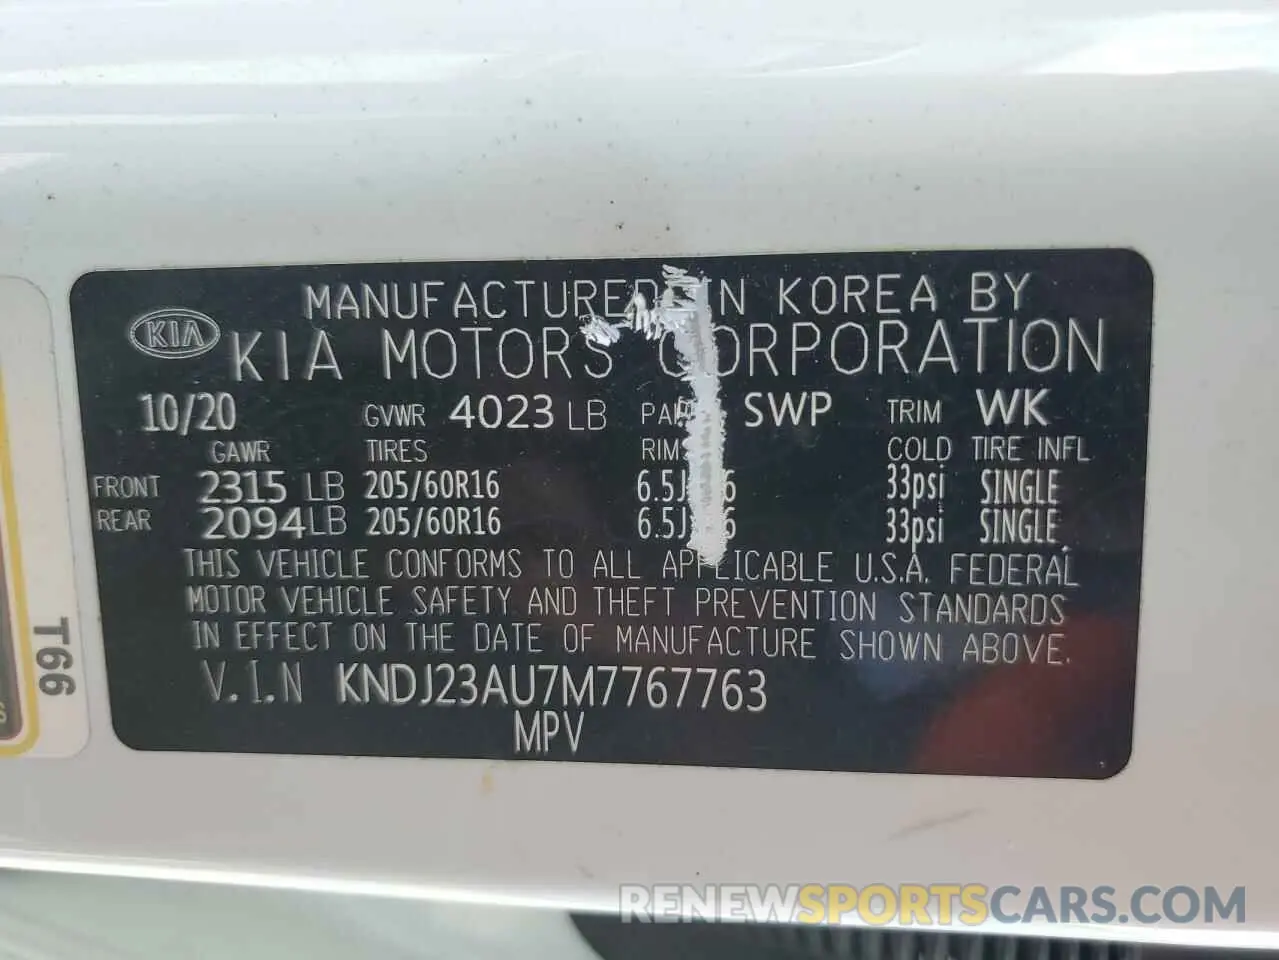 MANUFACTURED IN KOREA BY
KIA KIA MOTORS CORPORATION
10/20 GVWR 4023 LB SWP TRIM WK
GAWR TIRES RIMS COLD TIRE INFL
FRONT 2315 LB 205/60R16 33psi SINGLE
REAR 2094 LB 205/60R16 33psi SINGLE
THIS VEHICLE CONFORMS TO ALL APPLICABLE U.S.A. FEDERAL
MOTOR VEHICLE SAFETY AND THEFT PREVENTION STANDARDS
IN EFFECT ON THE DATE OF MANUFACTURE SHOWN ABOVE.
V.I.N KNDJ23AU7M7767763
MPV
T66
RENEWSPORTSCARS.COM